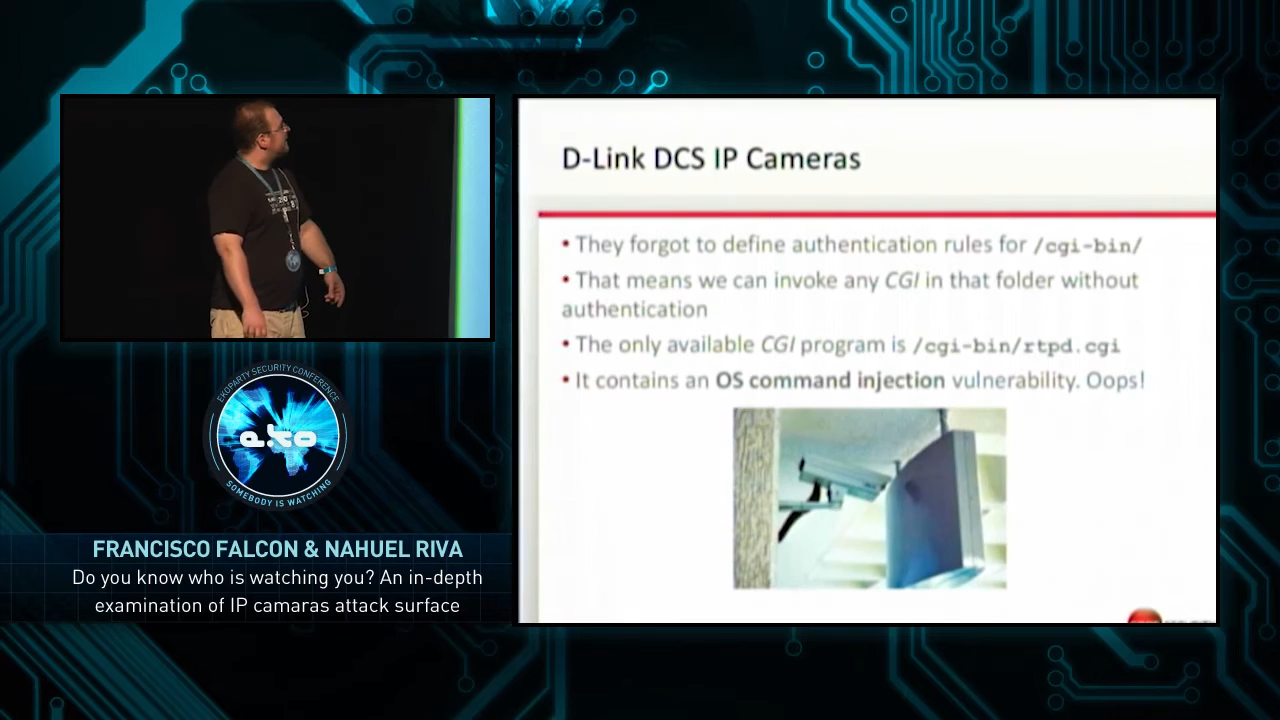 D-Link DCS IP Cameras
• They forgot to define authentication rules for /cgi-bin/
• That means we can invoke any CGI in that folder without
authentication
• The only available CGI program is /cgi-bin/rtpd.cgi
• It contains an OS command injection vulnerability. Oops!
EKOPARTY SECURITY CONFERENCE
eko
SOMEBODY IS WATCHING
FRANCISCO FALCON & NAHUEL RIVA
Do you know who is watching you? An in-depth
examination of IP camaras attack surface